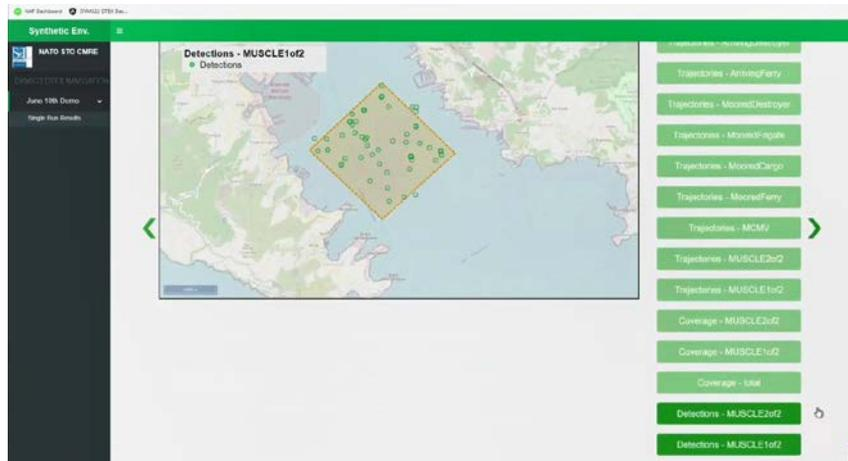 Synthetic Env.
NATO STO CMRE
June 10th Demo
Single Run Results
Detections - MUSCLE1of2
Detections
Trajectories - ArrivingDestroyer
Trajectories - ArrivingFerry
Trajectories - MooredDestroyer
Trajectories - MooredFrigate
Trajectories - MooredCargo
Trajectories - MooredFerry
Trajectories - MCMV
Trajectories - MUSCLE2of2
Trajectories - MUSCLE1of2
Coverage - MUSCLE2of2
Coverage - MUSCLE1of2
Coverage - total
Detections - MUSCLE2of2
Detections - MUSCLE1of2